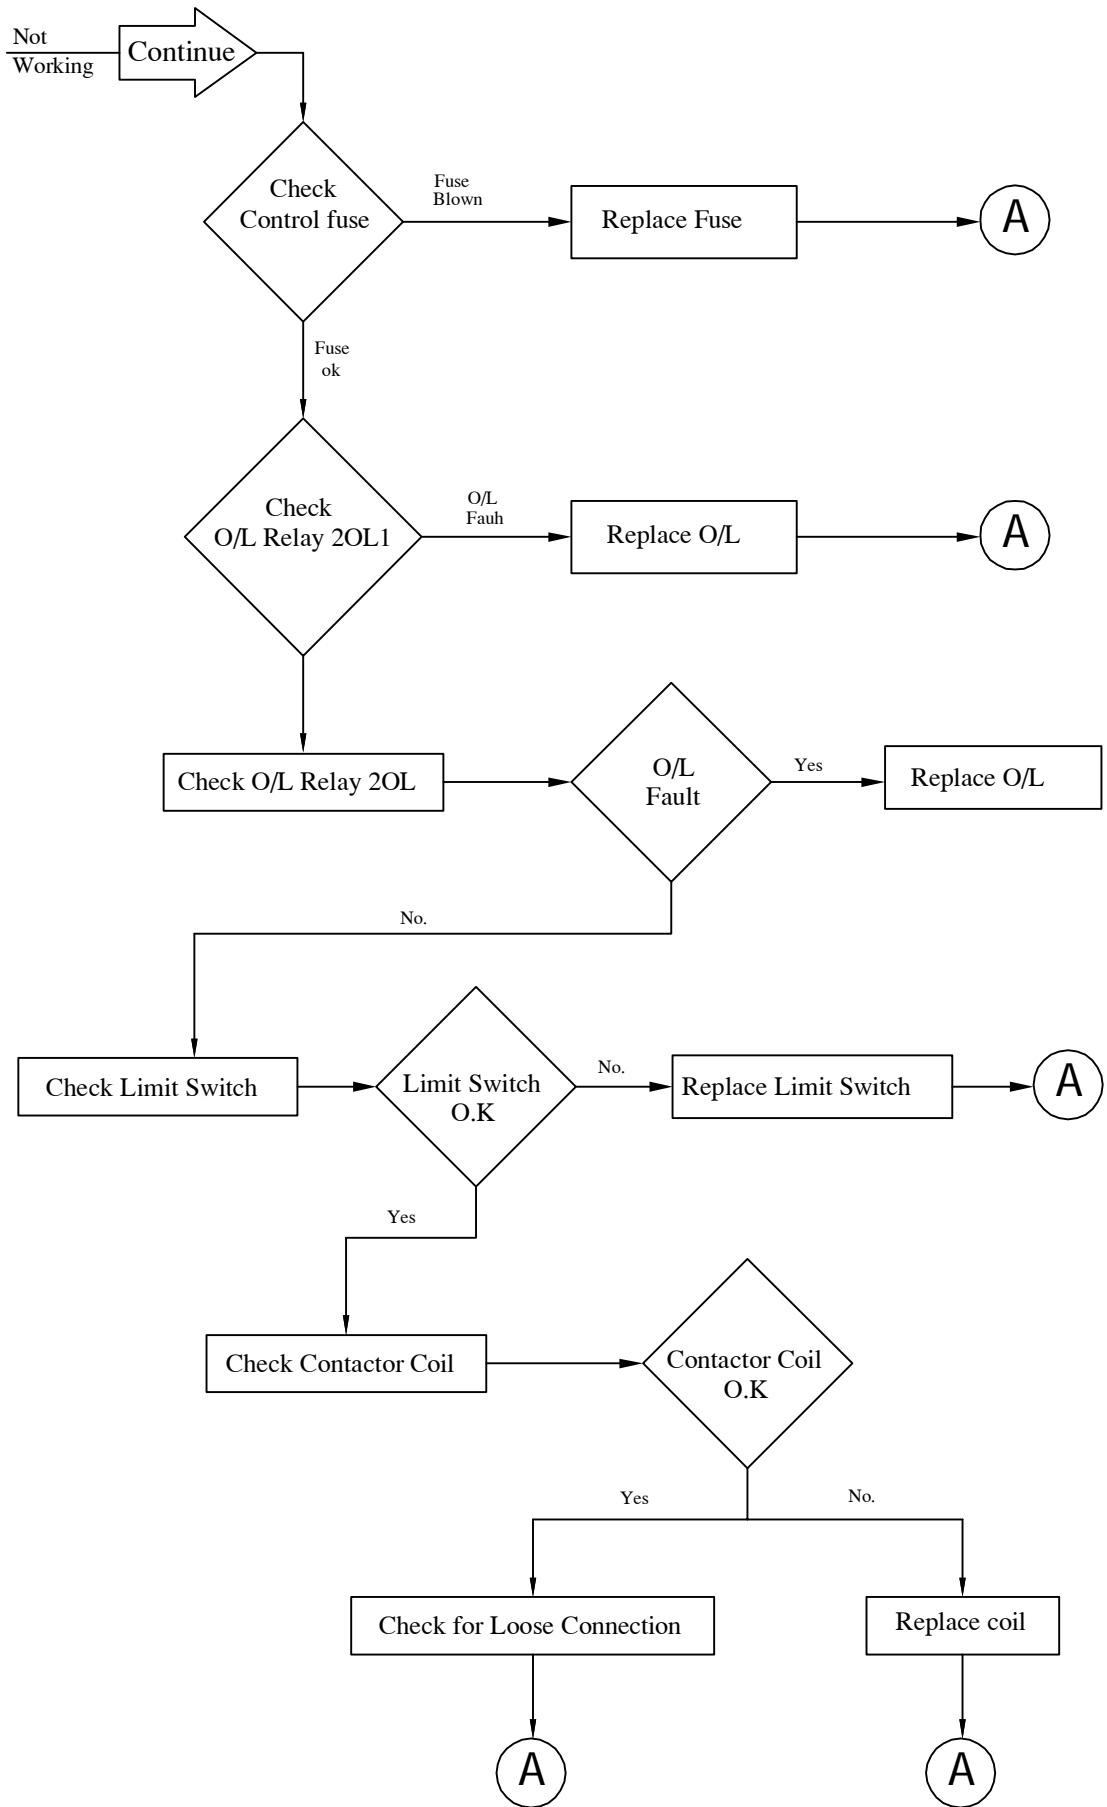 Not
Working
Continue
Check
Control fuse
Fuse
Blown
Replace Fuse
A
Fuse
ok
Check
O/L Relay 2OL1
O/L
Fauh
Replace O/L
A
Check O/L Relay 2OL
O/L
Fault
Yes
Replace O/L
No.
Check Limit Switch
Limit Switch
O.K
No.
Replace Limit Switch
A
Yes
Check Contactor Coil
Contactor Coil
O.K
Yes
No.
Check for Loose Connection
Replace coil
A
A